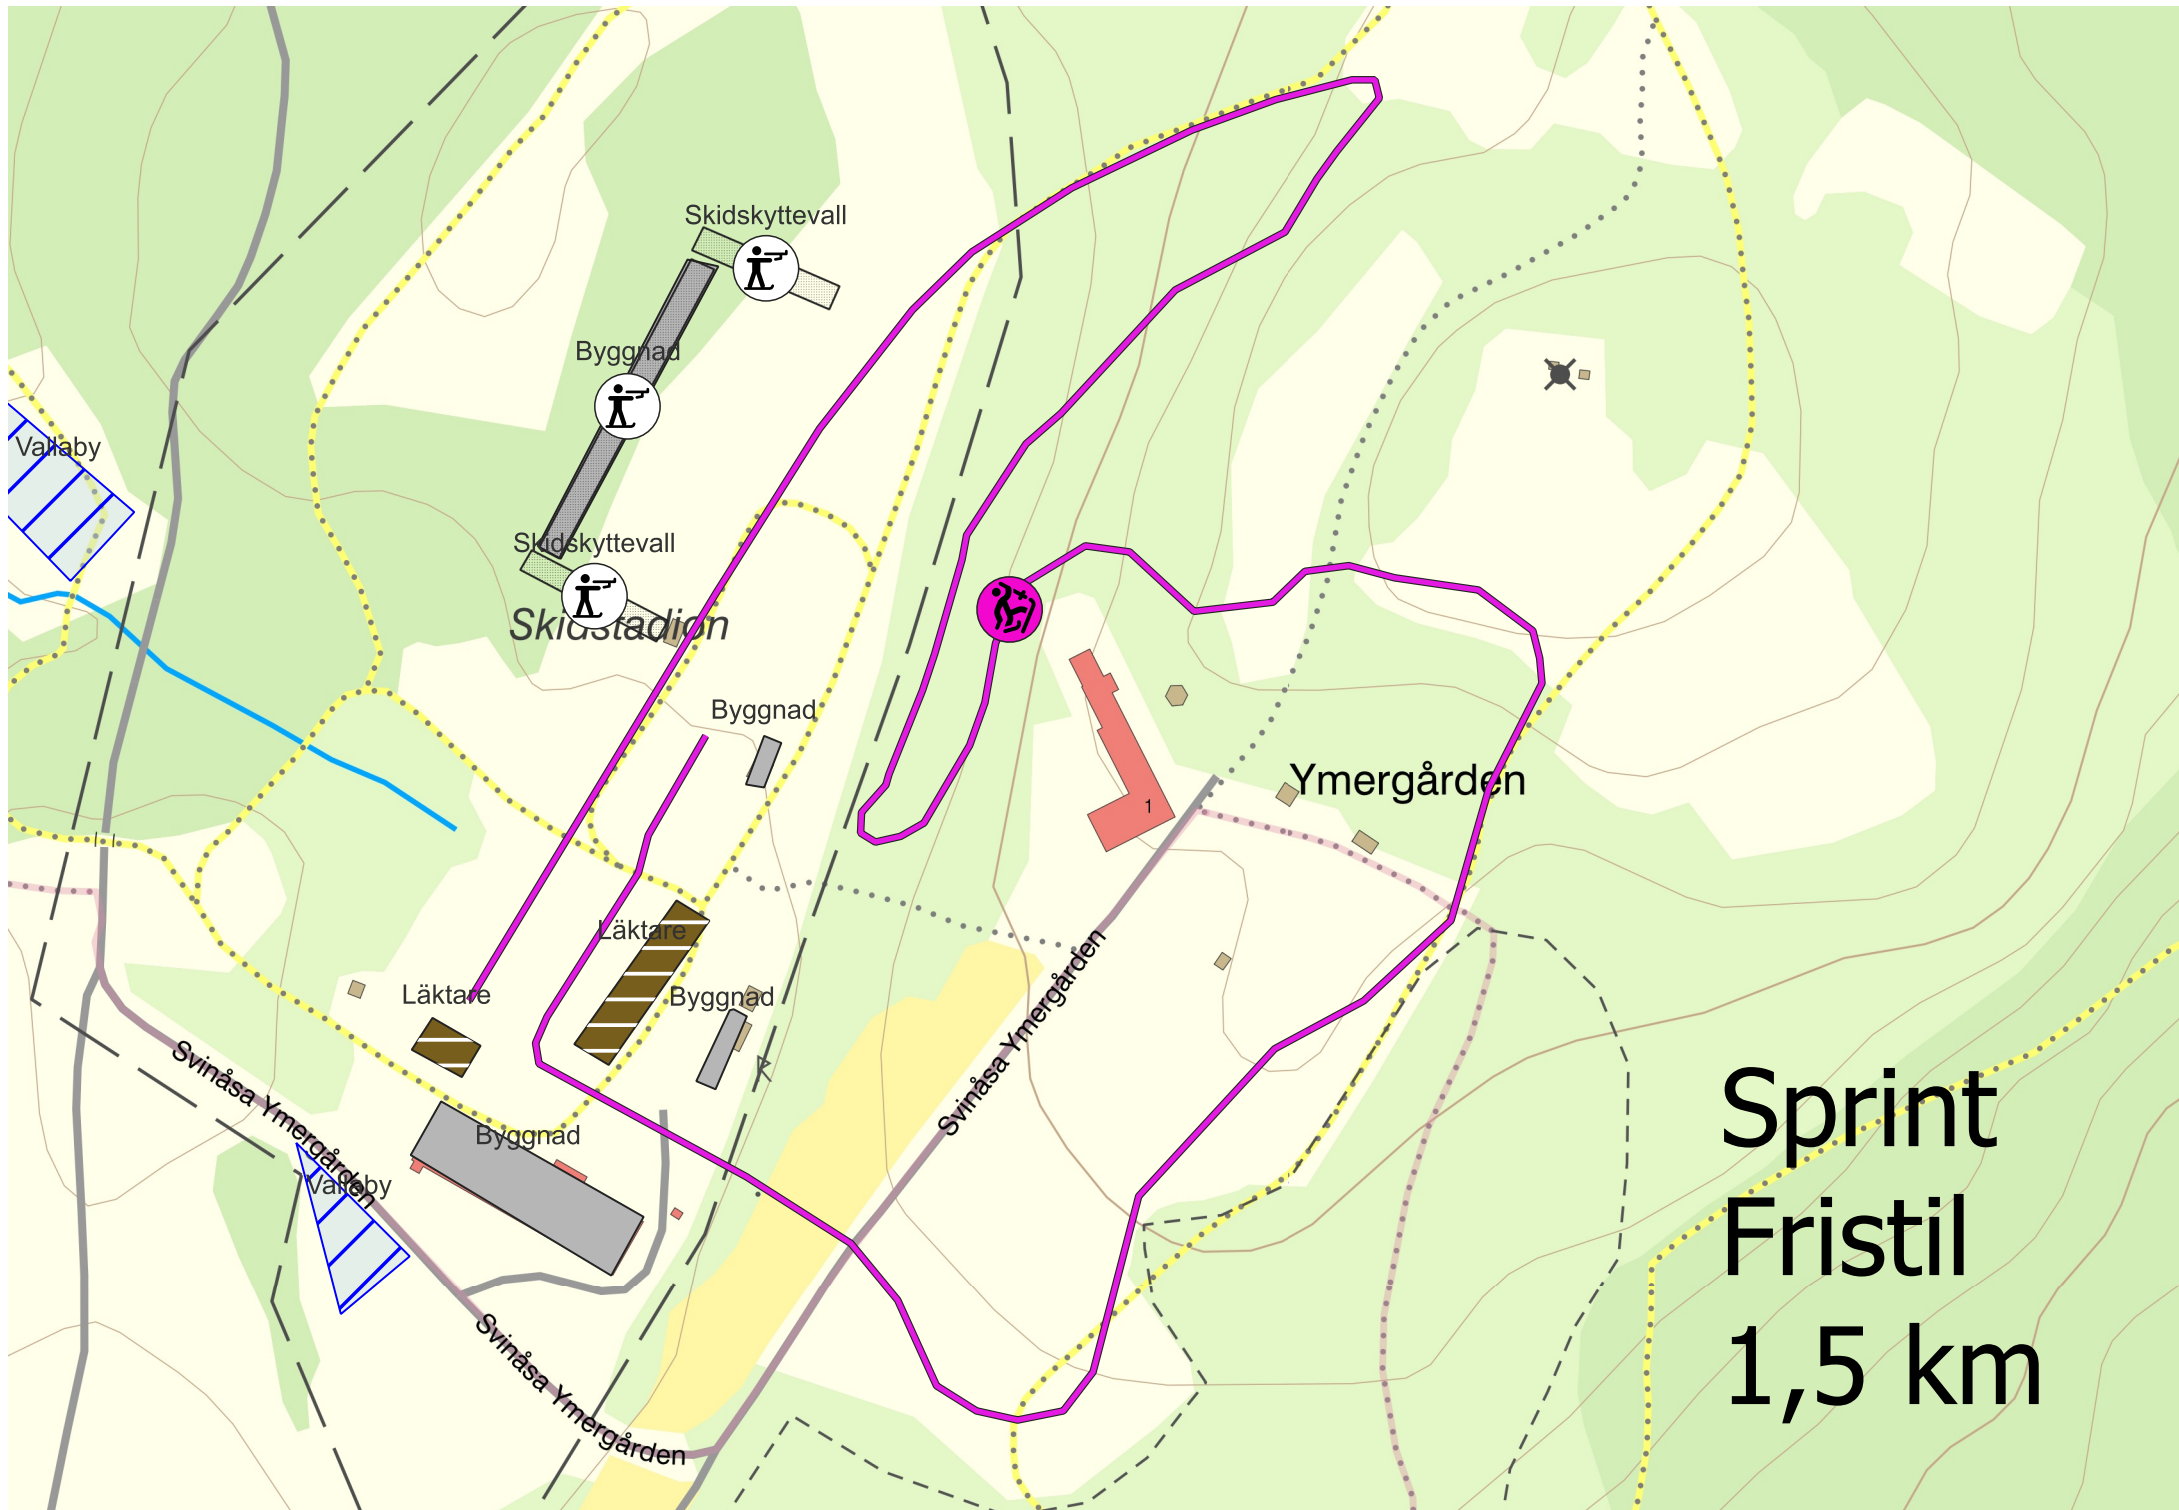 Skidskyttevall
Byggnad
Vallaby
Skidskyttevall
Skidstadion
Byggnad
Ymergården
1
Läktare
Läktare
Byggnad
Svinåsa Ymergården
Svinåsa Ymergården
Byggnad
Vallaby
Svinåsa Ymergården
Sprint
Fristil
1,5 km